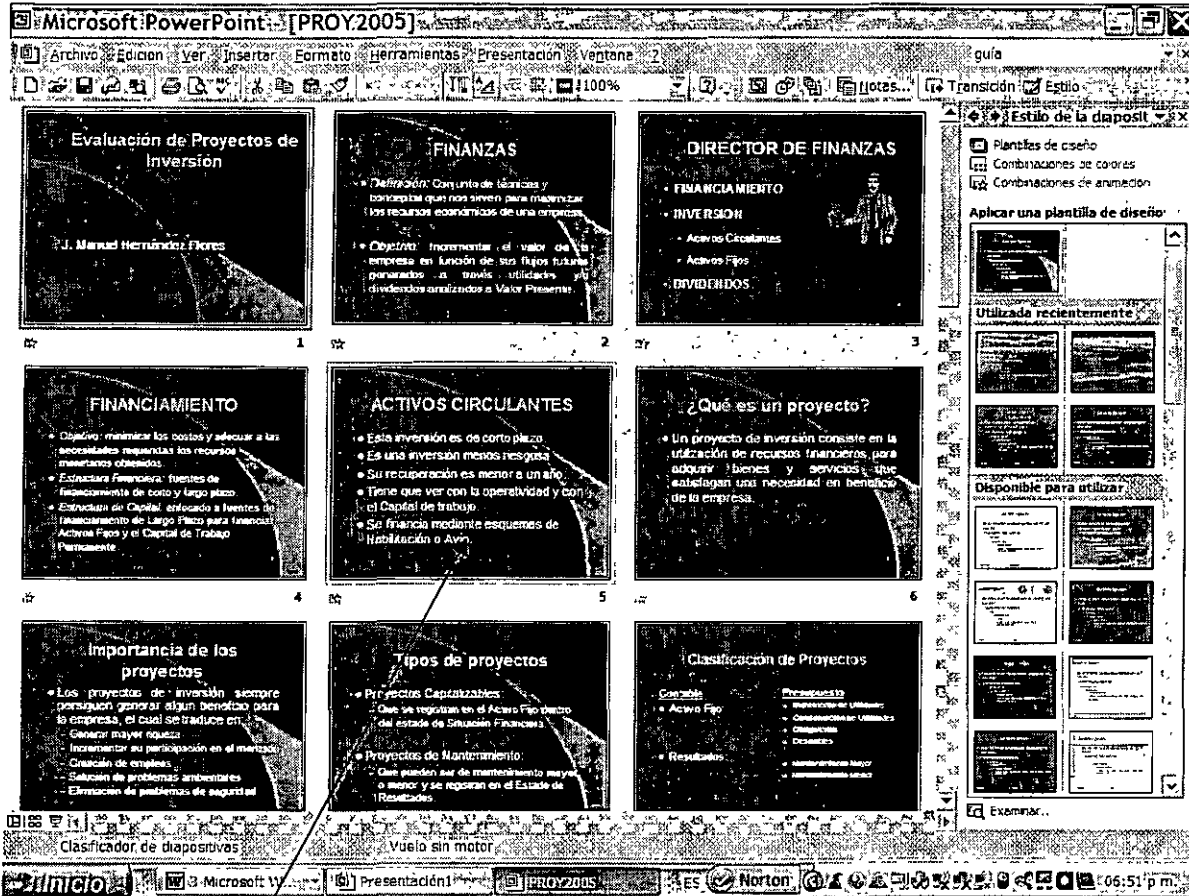 Microsoft PowerPoint - [PROY2005]
Archivo Edición Ver Insertar Formato Herramientas Presentación Ventana ? guía
100% Notas... Transición Estilo
Evaluación de Proyectos de
Inversión
J. Manuel Hernández Flores
1
FINANZAS
Definición: Conjunto de técnicas y
conceptos que nos sirven para maximizar
los recursos económicos de una empresa
Objetivo: Incrementar el valor de la
empresa en función de sus flujos futuros
generados a través utilidades y/o
dividendos analizados a Valor Presente.
2
DIRECTOR DE FINANZAS
FINANCIAMIENTO
INVERSION
Activos Circulantes
Activos Fijos
DIVIDENDOS
3
FINANCIAMIENTO
Objetivo: minimizar los costos y adecuar a las
necesidades requeridas los recursos
monetarios obtenidos.
Estructura Financiera: fuentes de
financiamiento de corto y largo plazo.
Estructura de Capital: enfocado a fuentes de
financiamiento de Largo Plazo para financiar
Activos Fijos y el Capital de Trabajo
Permanente
4
ACTIVOS CIRCULANTES
Esta inversión es de corto plazo
Es una inversión menos riesgosa
Su recuperación es menor a un año
Tiene que ver con la operatividad y con
el Capital de trabajo.
Se financia mediante esquemas de
Habilitación o Avío.
5
¿Qué es un proyecto?
Un proyecto de inversión consiste en la
utilización de recursos financieros para
adquirir bienes y servicios que
satisfagan una necesidad en beneficio
de la empresa.
6
Importancia de los
proyectos
Los proyectos de inversión siempre
persiguen generar algun beneficio para
la empresa, el cual se traduce en:
Generar mayor riqueza
Incrementar su participación en el mercado
Creación de empleos
Solución de problemas ambientales
Eliminación de problemas de seguridad
Tipos de proyectos
Proyectos Capitalizables:
Que se registran en el Activo Fijo dentro
del estado de Situación Financiera
Proyectos de Mantenimiento:
Que pueden ser de mantenimiento mayor
o menor y se registran en el Estado de
Resultados
Clasificación de Proyectos
Contable
Activo Fijo
Resultados
Presupuesto
Mantenimiento Mayor
Mantenimiento Menor
Estilo de la diaposit
Plantillas de diseño
Combinaciones de colores
Combinaciones de animación
Aplicar una plantilla de diseño:
Utilizada recientemente
Disponible para utilizar
Examinar...
Clasificador de diapositivas Vuelo sin motor
Inicio 3 Microsoft W... Presentación1 PROY2005 ES Norton 06:51 p.m.